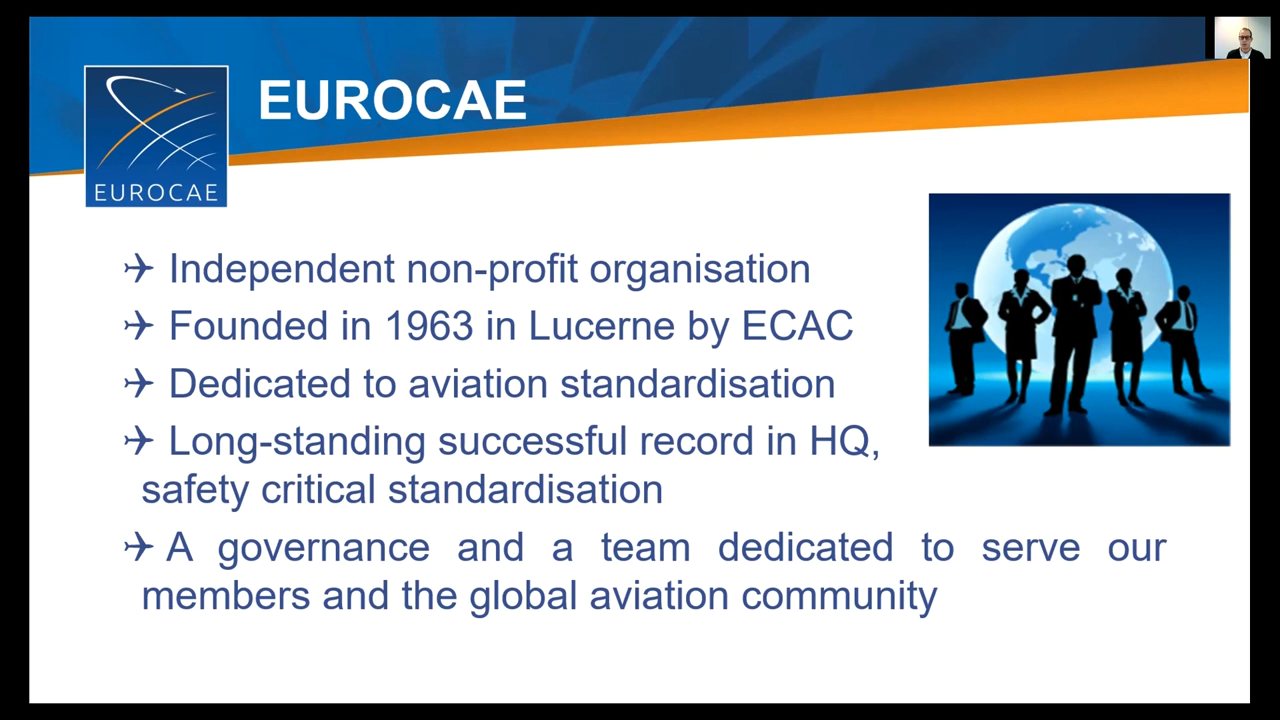 EUROCAE
EUROCAE
✈ Independent non-profit organisation
✈ Founded in 1963 in Lucerne by ECAC
✈ Dedicated to aviation standardisation
✈ Long-standing successful record in HQ,
safety critical standardisation
✈ A governance and a team dedicated to serve our
members and the global aviation community